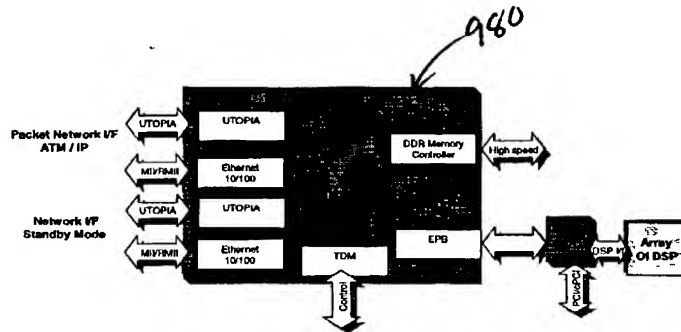 980
UTOPIA
UTOPIA
Packet Network I/F
ATM / IP
DDR Memory
Controller
High speed
MII/RMII
Ethernet
10/100
Network I/F
Standby Mode
UTOPIA
UTOPIA
EPB
MII/RMII
Ethernet
10/100
TDM
DSP I/F
Array
Of DSP
Control
PCI/cPCI